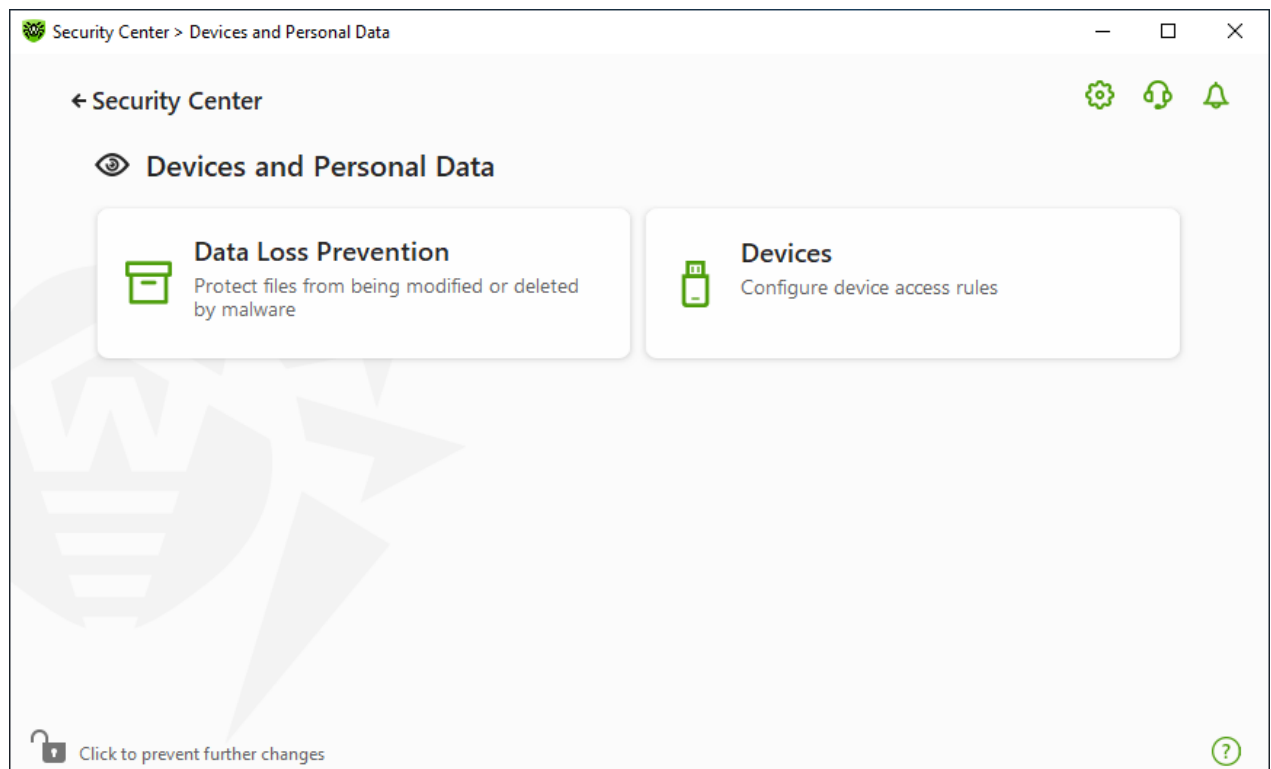 Security Center > Devices and Personal Data
Security Center
Devices and Personal Data
Data Loss Prevention
Protect files from being modified or deleted
by malware
Devices
Configure device access rules
Click to prevent further changes
?